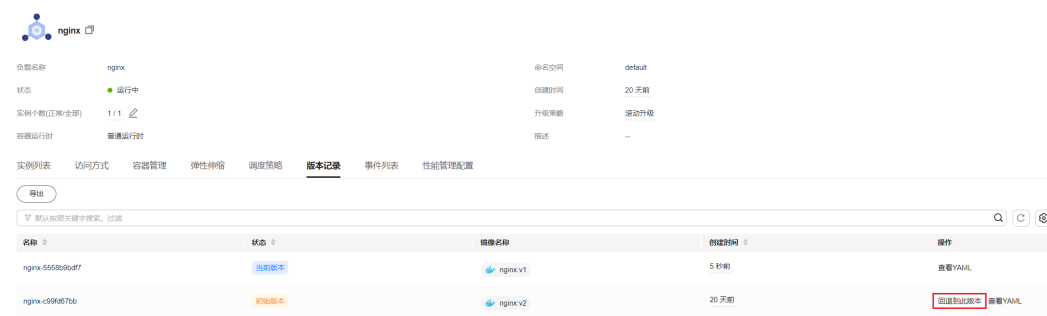 nginx
负载名称 nginx 命名空间 default
状态 运行中 创建时间 20 天前
实例个数(正常/全部) 1 / 1 升级策略 滚动升级
容器运行时 普通运行时 描述 --
实例列表 访问方式 容器管理 弹性伸缩 调度策略 版本记录 事件列表 性能管理配置
导出
默认按照关键字搜索、过滤
名称 状态 镜像名称 创建时间 操作
nginx-5558b9bdf7 当前版本 nginx:v1 5 秒前 查看YAML
nginx-c99fd67bb 初始版本 nginx:v2 20 天前 回退到此版本 查看YAML